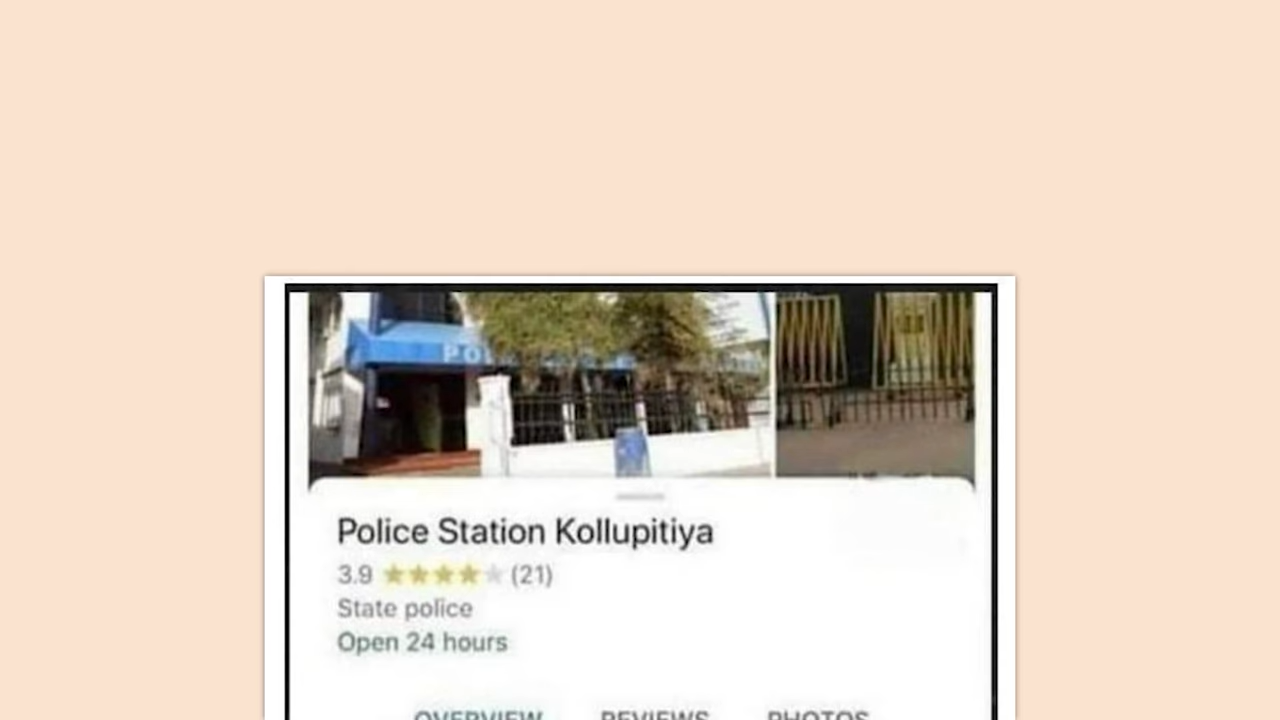 Police Station Kollupitiya
3.9 (21)
State police
Open 24 hours
OVERVIEW REVIEWS PHOTOS